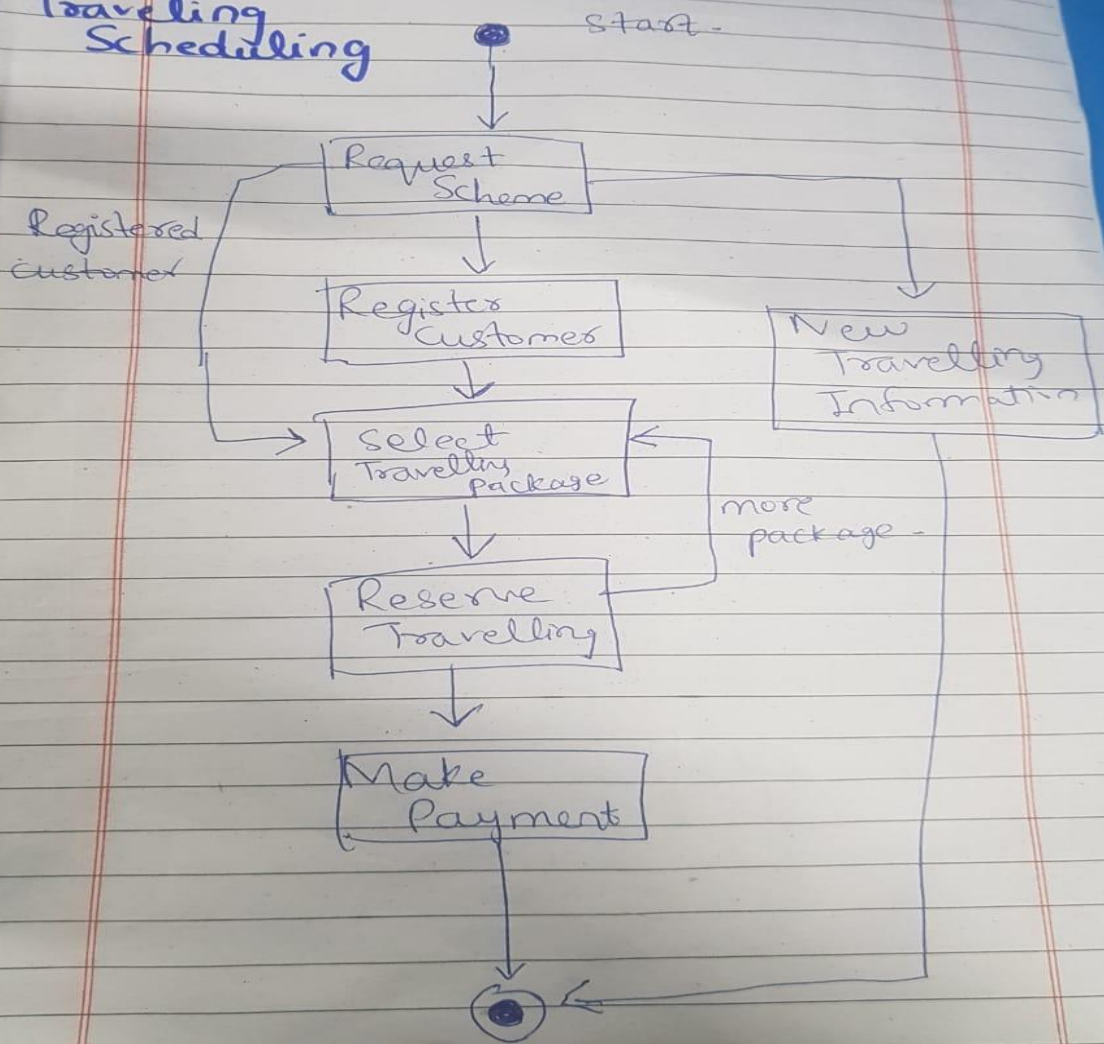 Traveling
Scheduling
Start
Request
Scheme
Registered
customer
Register
Customer
New
Travelling
Information
Select
Travelling
package
more
package
Reserve
Travelling
Make
Payment